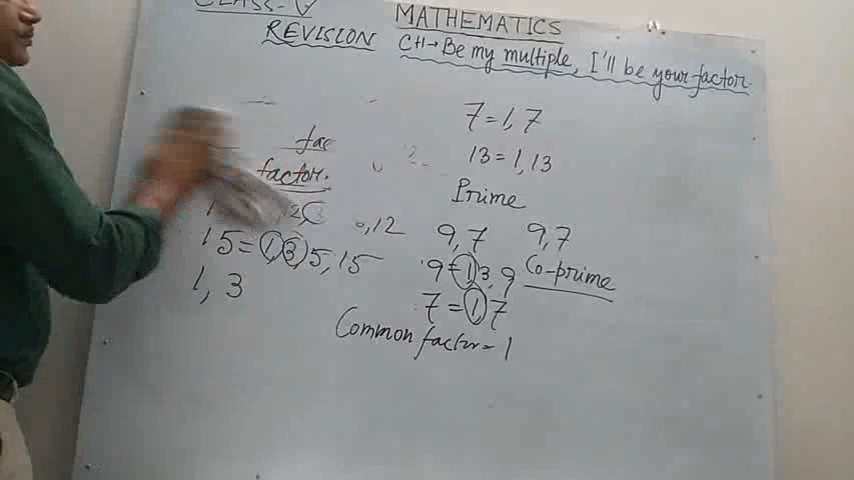 CLASS-V
MATHEMATICS
REVISION
CH→Be my multiple, I'll be your factor.
fac
factor.
,12
15=1,3,5,15
1, 3
7=1,7
13=1,13
Prime
9,7
9=1,3,9
7=1,7
Common factor=1
9,7
Co-prime